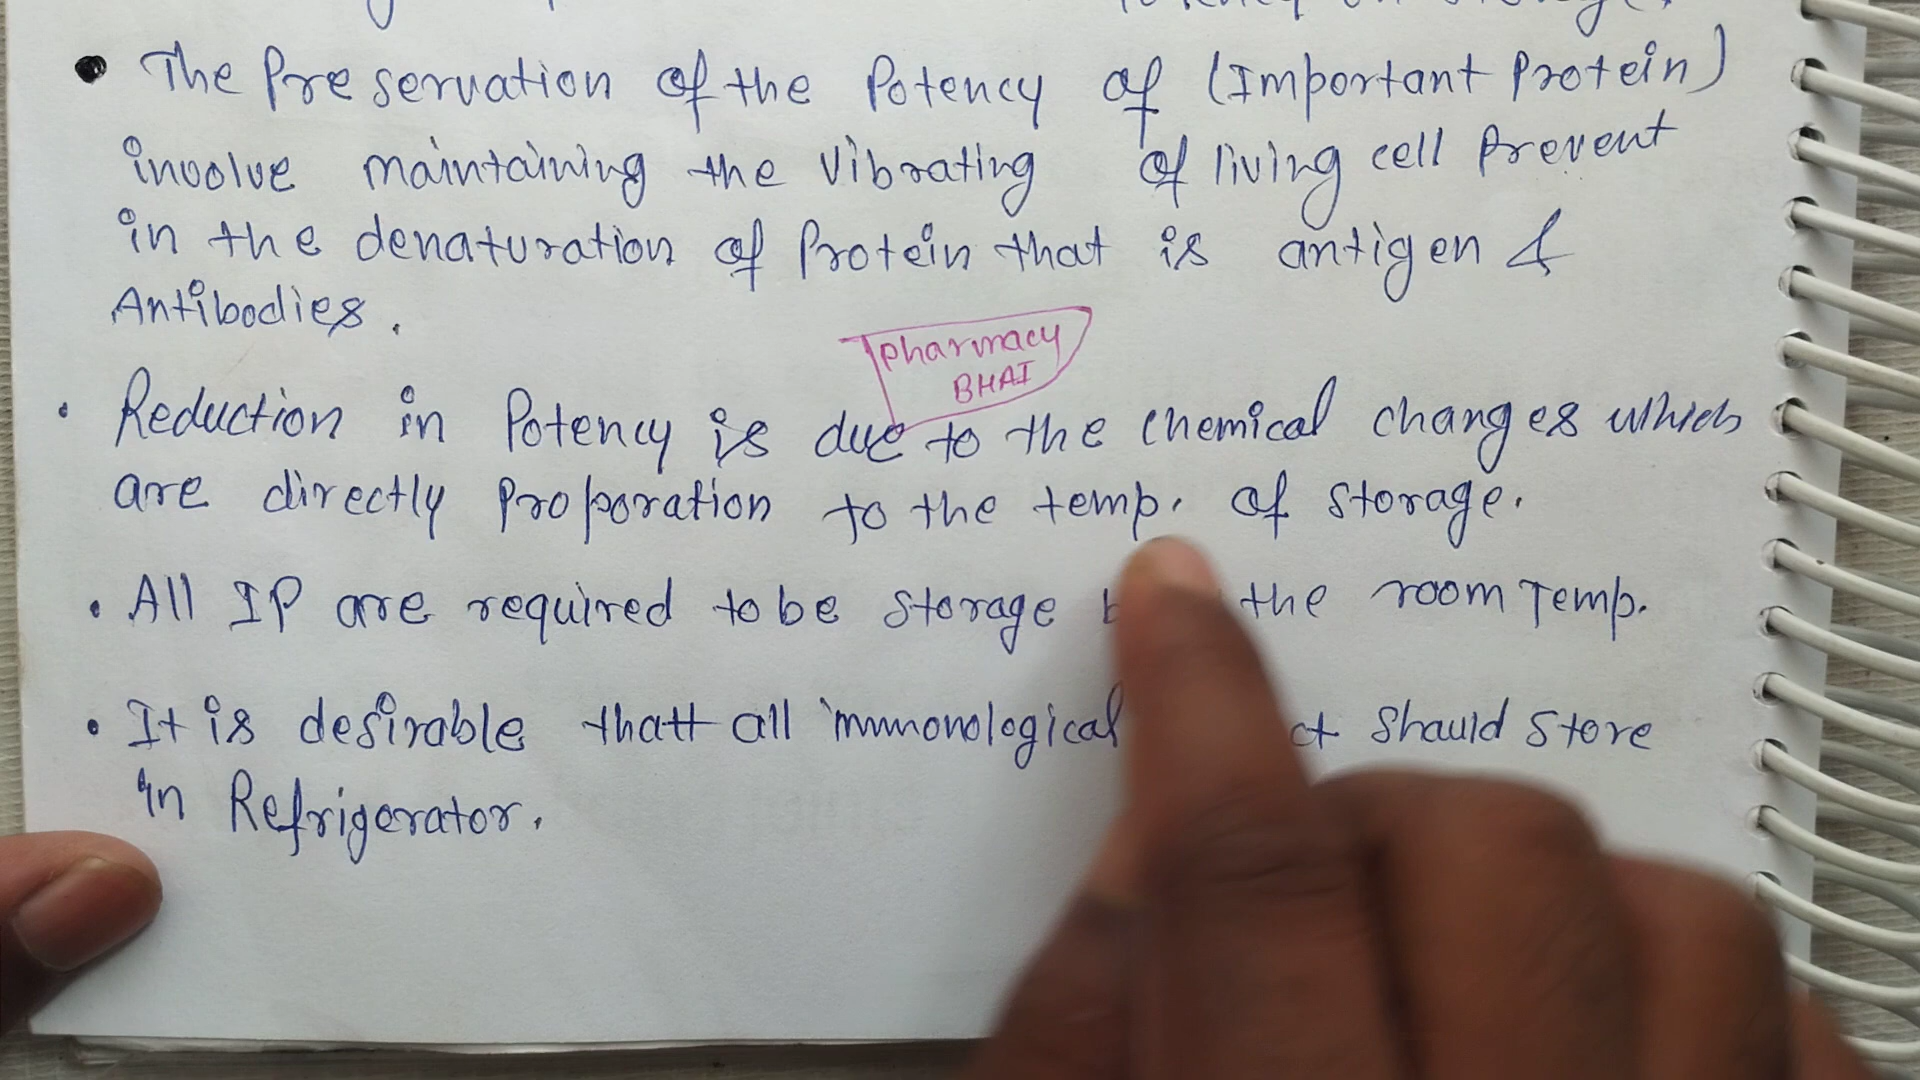 • The Preservation of the Potency of (Important Protein)
involve maintaining the Vibrating of living cell Prevent
in the denaturation of Protein that is antigen &
Antibodies.
Pharmacy
BHAI
• Reduction in Potency is due to the chemical changes which
are directly Proporation to the temp. of storage.
• All IP are required to be storage the room Temp.
• It is desirable thatt all immonological should store
in Refrigerator.